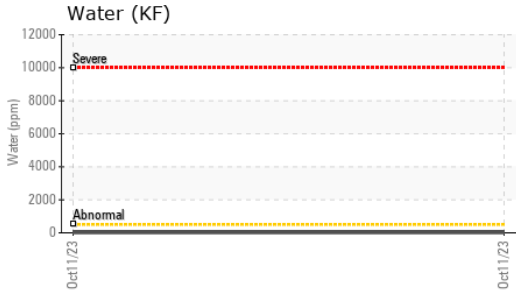 Water (KF)
12000
Severe
10000
8000
Water (ppm)
6000
4000
2000
Abnormal
0
Oct11/23
Oct11/23